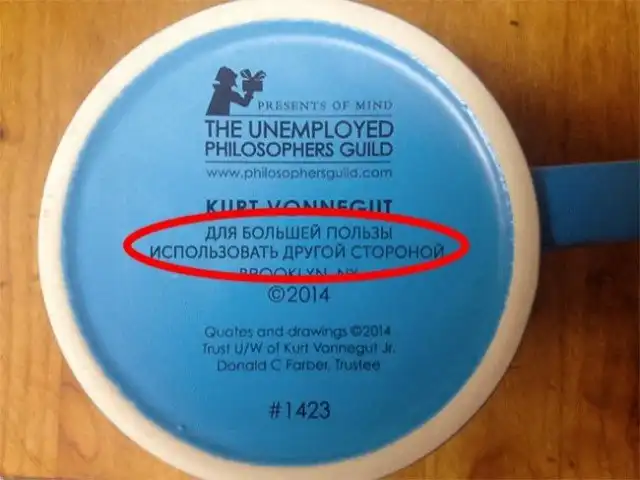 PRESENTS OF MIND
THE UNEMPLOYED
PHILOSOPHERS GUILD
www.philosophersguild.com
KURT VONNEGUT
ДЛЯ БОЛЬШЕЙ ПОЛЬЗЫ
ИСПОЛЬЗОВАТЬ ДРУГОЙ СТОРОНОЙ
BROOKLYN, NY
©2014
Quotes and drawings ©2014
Trust U/W of Kurt Vonnegut Jr.
Donald C Farber, Trustee
#1423